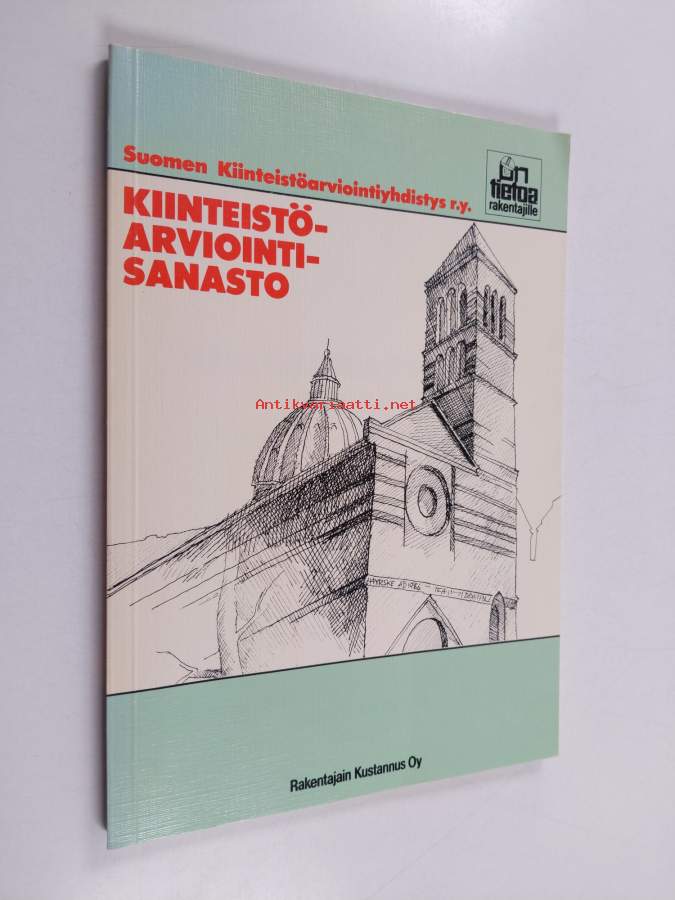 Suomen Kiinteistöarviointiyhdistys r.y.
on
tietoa
rakentajille
KIINTEISTÖ-
ARVIOINTI-
SANASTO
Antikvariaatti.net
Rakentajain Kustannus Oy